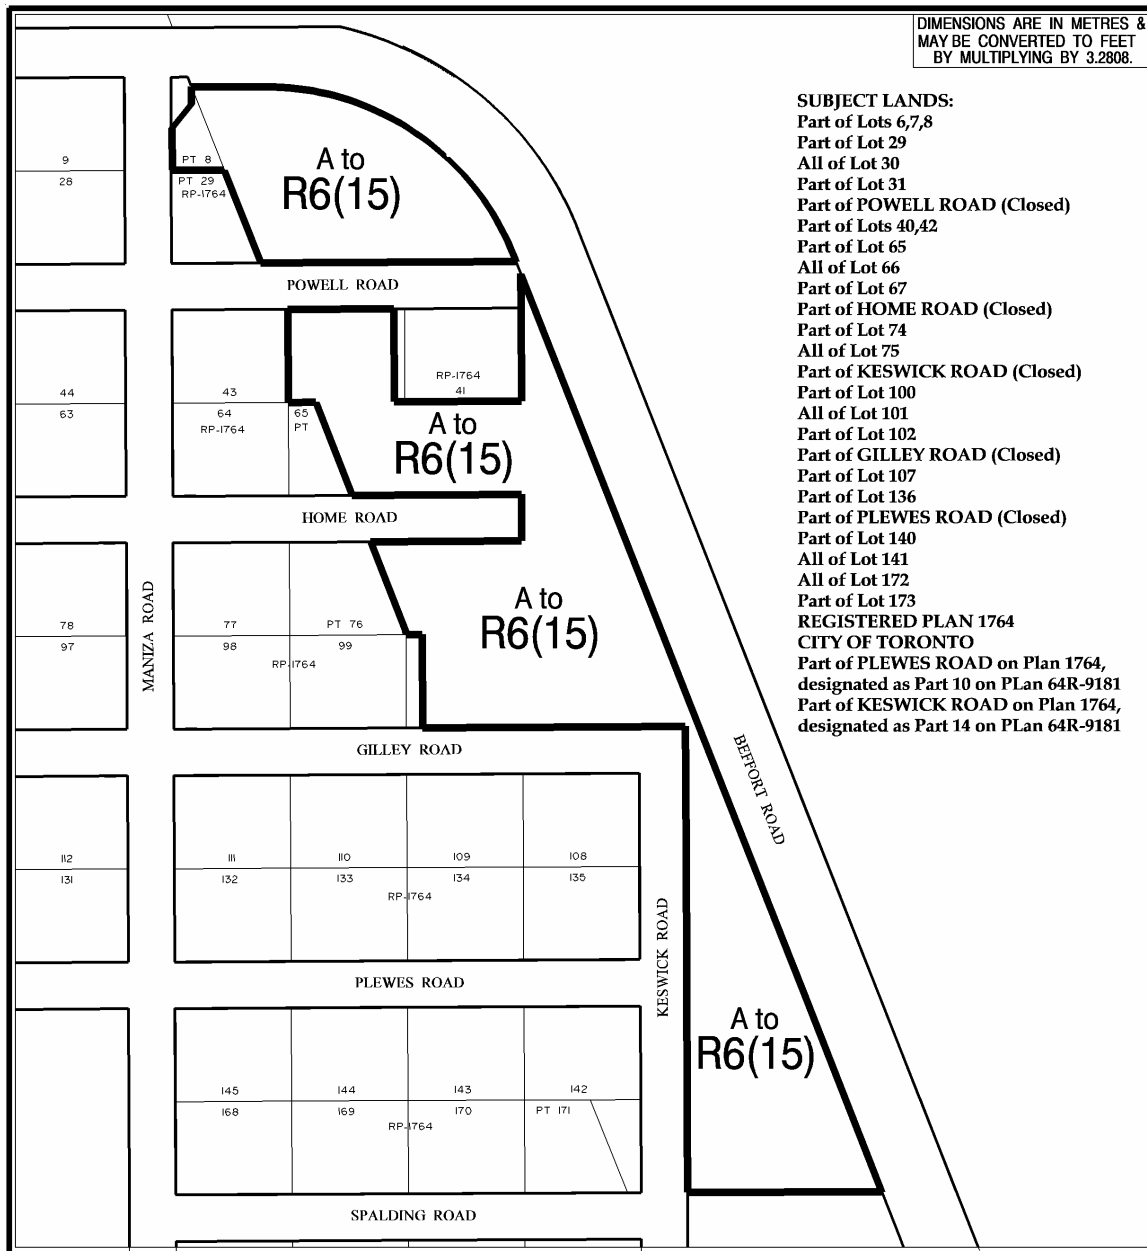 DIMENSIONS ARE IN METRES &
MAY BE CONVERTED TO FEET
BY MULTIPLYING BY 3.2808.
SUBJECT LANDS:
Part of Lots 6,7,8
Part of Lot 29
All of Lot 30
Part of Lot 31
Part of POWELL ROAD (Closed)
Part of Lots 40,42
Part of Lot 65
All of Lot 66
Part of Lot 67
Part of HOME ROAD (Closed)
Part of Lot 74
All of Lot 75
Part of KESWICK ROAD (Closed)
Part of Lot 100
All of Lot 101
Part of Lot 102
Part of GILLEY ROAD (Closed)
Part of Lot 107
Part of Lot 136
Part of PLEWES ROAD (Closed)
Part of Lot 140
All of Lot 141
All of Lot 172
Part of Lot 173
REGISTERED PLAN 1764
CITY OF TORONTO
Part of PLEWES ROAD on Plan 1764,
designated as Part 10 on PLan 64R-9181
Part of KESWICK ROAD on Plan 1764,
designated as Part 14 on PLan 64R-9181
9
28
PT 8
PT 29
RP-1764
A to
R6(15)
POWELL ROAD
44
63
43
64
RP-1764
65
PT
RP-1764
41
A to
R6(15)
HOME ROAD
MANIZA ROAD
78
97
77
98
PT 76
99
RP-1764
A to
R6(15)
GILLEY ROAD
BEFFORT ROAD
112
131
111
132
110
133
109
134
108
135
RP-1764
KESWICK ROAD
PLEWES ROAD
145
168
144
169
143
170
142
PT 171
RP-1764
A to
R6(15)
SPALDING ROAD